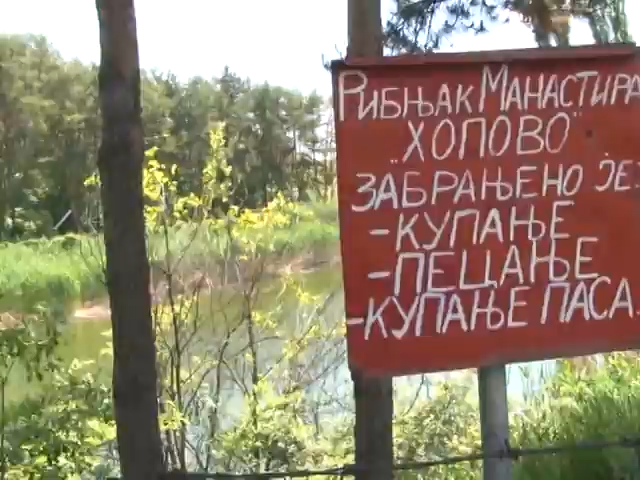 РИБЊАК МАНАСТИРА
"ХОПОВО"
ЗАБРАЊЕНО ЈЕ:
-КУПАЊЕ
-ПЕЦАЊЕ
-КУПАЊЕ ПАСА